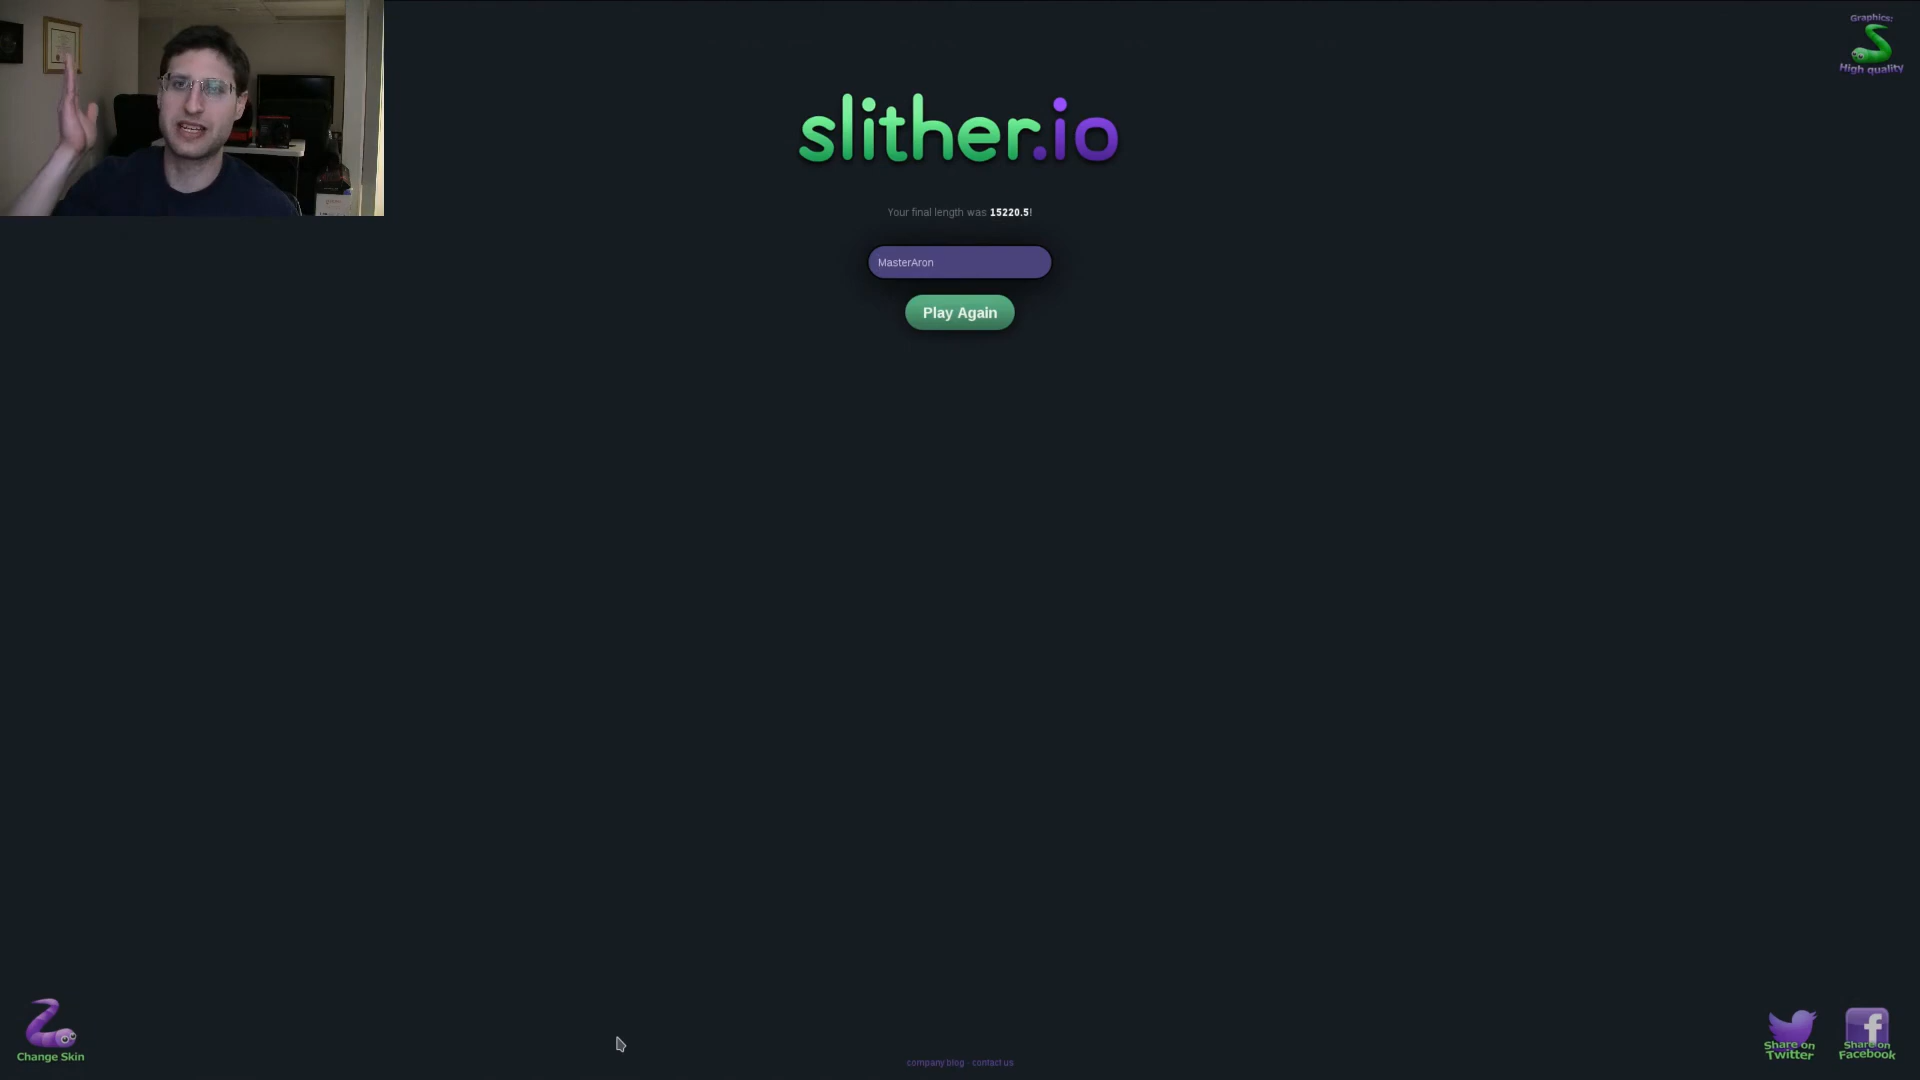 Graphics:
High quality
slither.io
Your final length was 15220.5!
MasterAron
Play Again
Change Skin
Share on
Twitter
Share on
Facebook
company blog · contact us